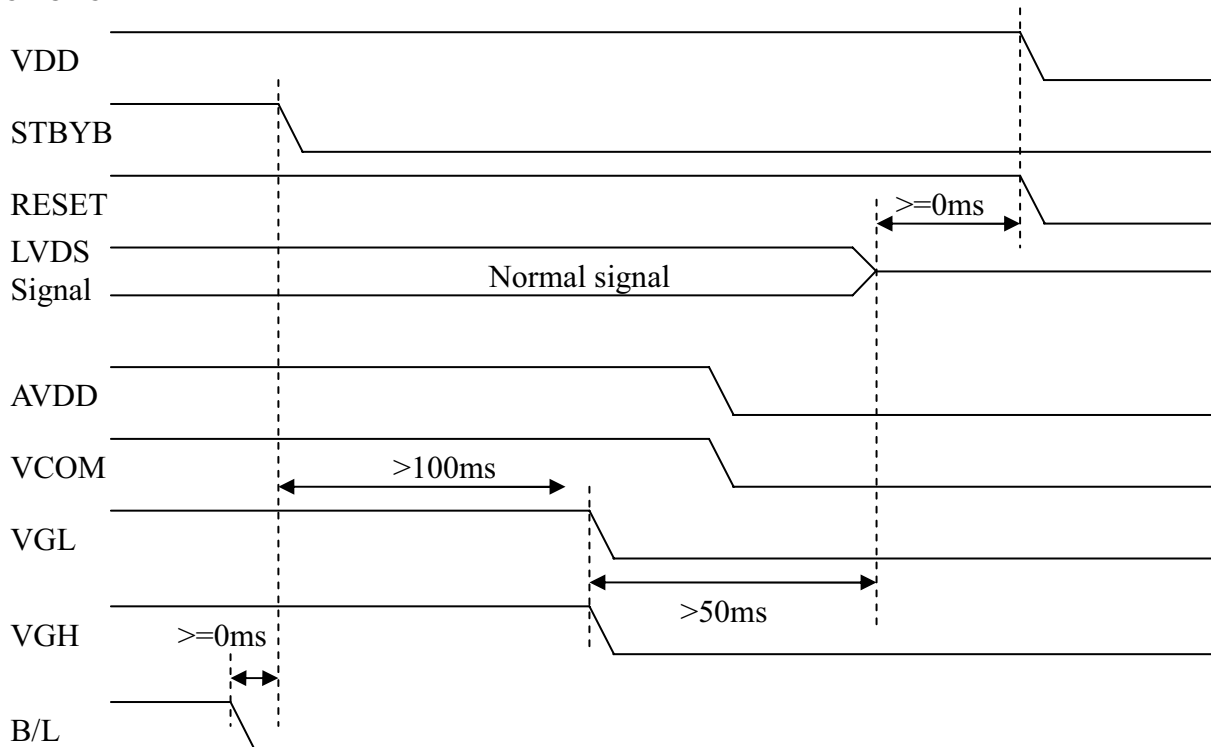 VDD
STBYB
RESET
>=0ms
LVDS
Signal
Normal signal
AVDD
VCOM
>100ms
VGL
>50ms
VGH
>=0ms
B/L